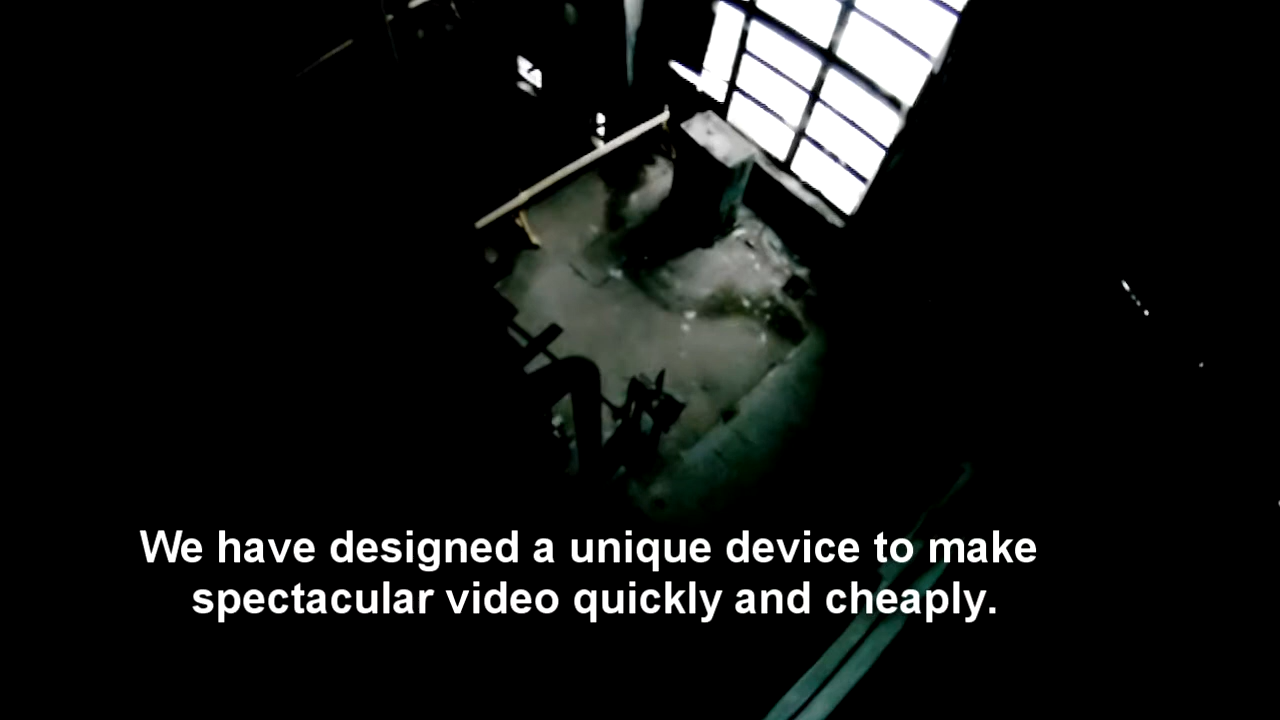 We have designed a unique device to make
spectacular video quickly and cheaply.